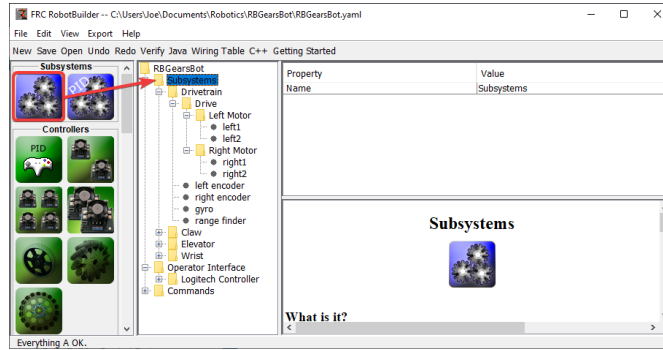 FRC RobotBuilder -- C:\Users\Joe\Documents\Robotics\RBGearsBot\RBGearsBot.yaml
File Edit View Export Help
New Save Open Undo Redo Verify Java Wiring Table C++ Getting Started
Subsystems
PID
Controllers
PID
RBGearsBot
Subsystems
Drivetrain
Drive
Left Motor
left1
left2
Right Motor
right1
right2
left encoder
right encoder
gyro
range finder
Claw
Elevator
Wrist
Operator Interface
Logitech Controller
Commands
Property Value
Name Subsystems
Subsystems
What is it?
Everything A OK.